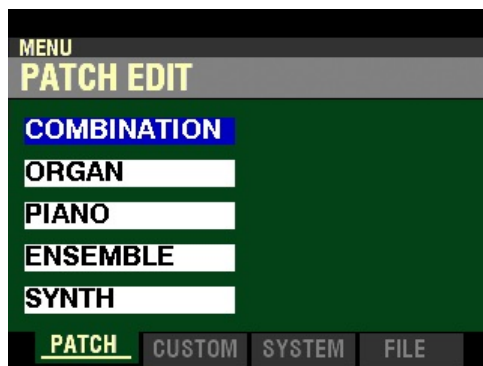 MENU
PATCH EDIT
COMBINATION
ORGAN
PIANO
ENSEMBLE
SYNTH
PATCH CUSTOM SYSTEM FILE